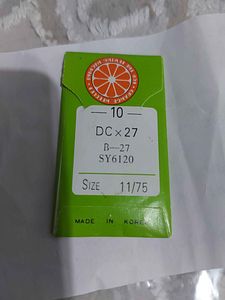 10
DC x 27
B—27
SY6120
SIZE 11/75
MADE IN KOREA